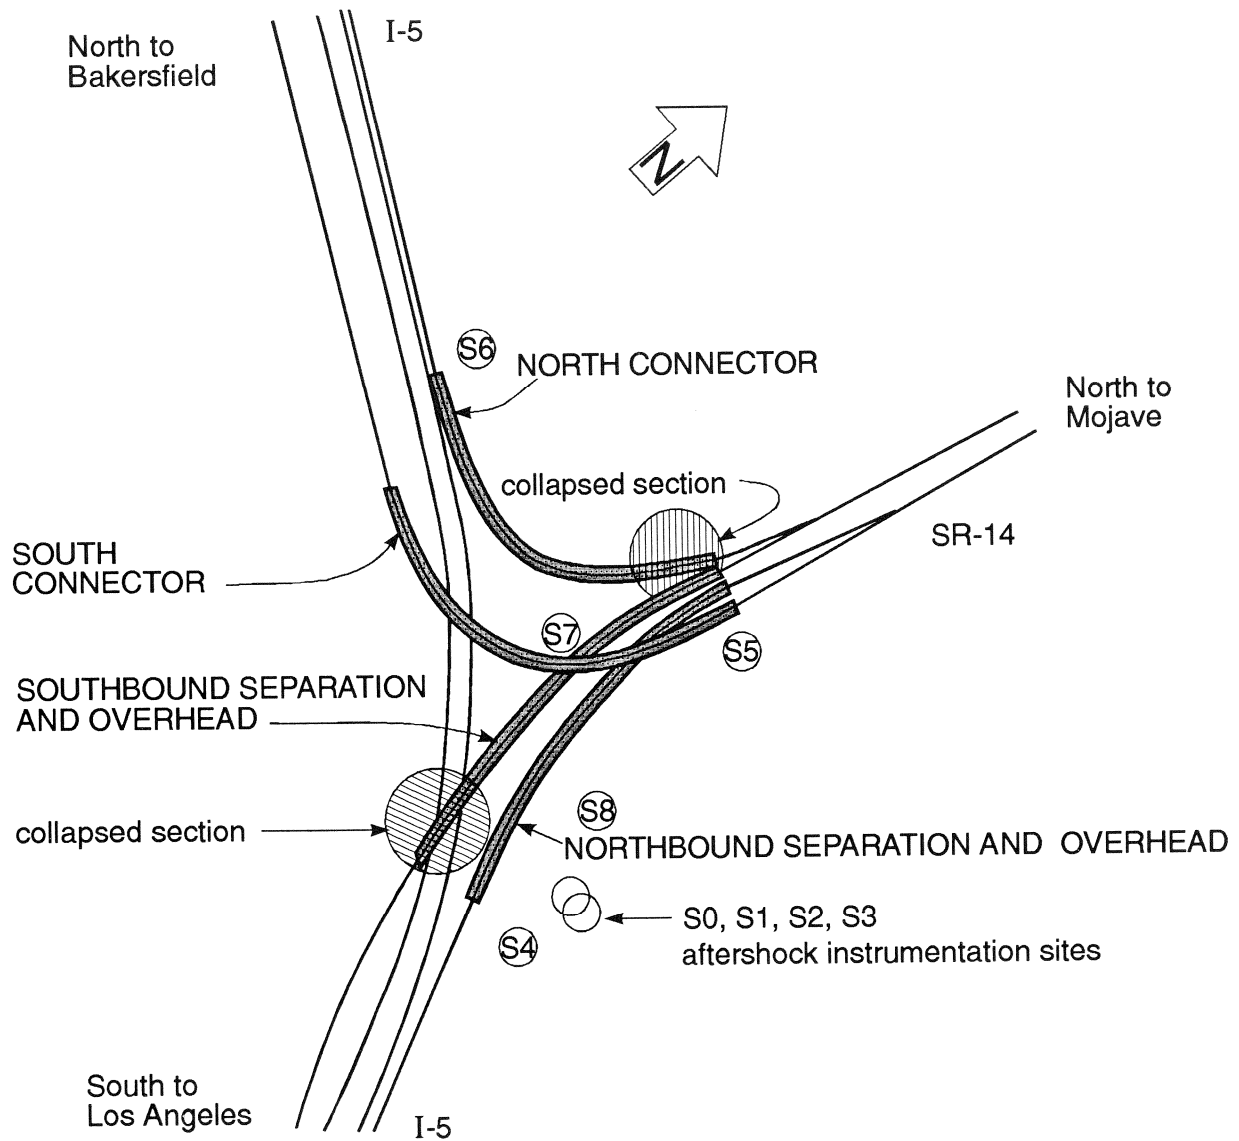 I-5
North to
Bakersfield
N
S6
NORTH CONNECTOR
North to
Mojave
collapsed section
SR-14
SOUTH
CONNECTOR
S7
S5
SOUTHBOUND SEPARATION
AND OVERHEAD
S8
collapsed section
NORTHBOUND SEPARATION AND OVERHEAD
S0, S1, S2, S3
aftershock instrumentation sites
S4
South to
Los Angeles
I-5